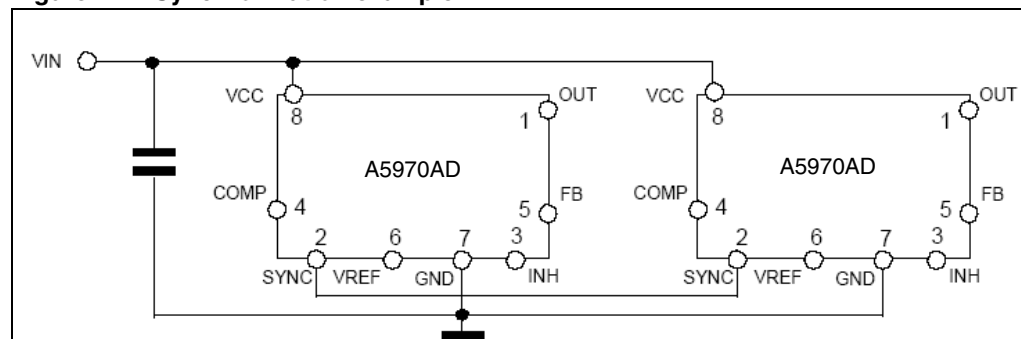 VIN
VCC
8
OUT
1
A5970AD
COMP
4
FB
5
2
6
7
3
SYNC
VREF
GND
INH
VCC
8
OUT
1
A5970AD
COMP
4
FB
5
2
6
7
3
SYNC
VREF
GND
INH